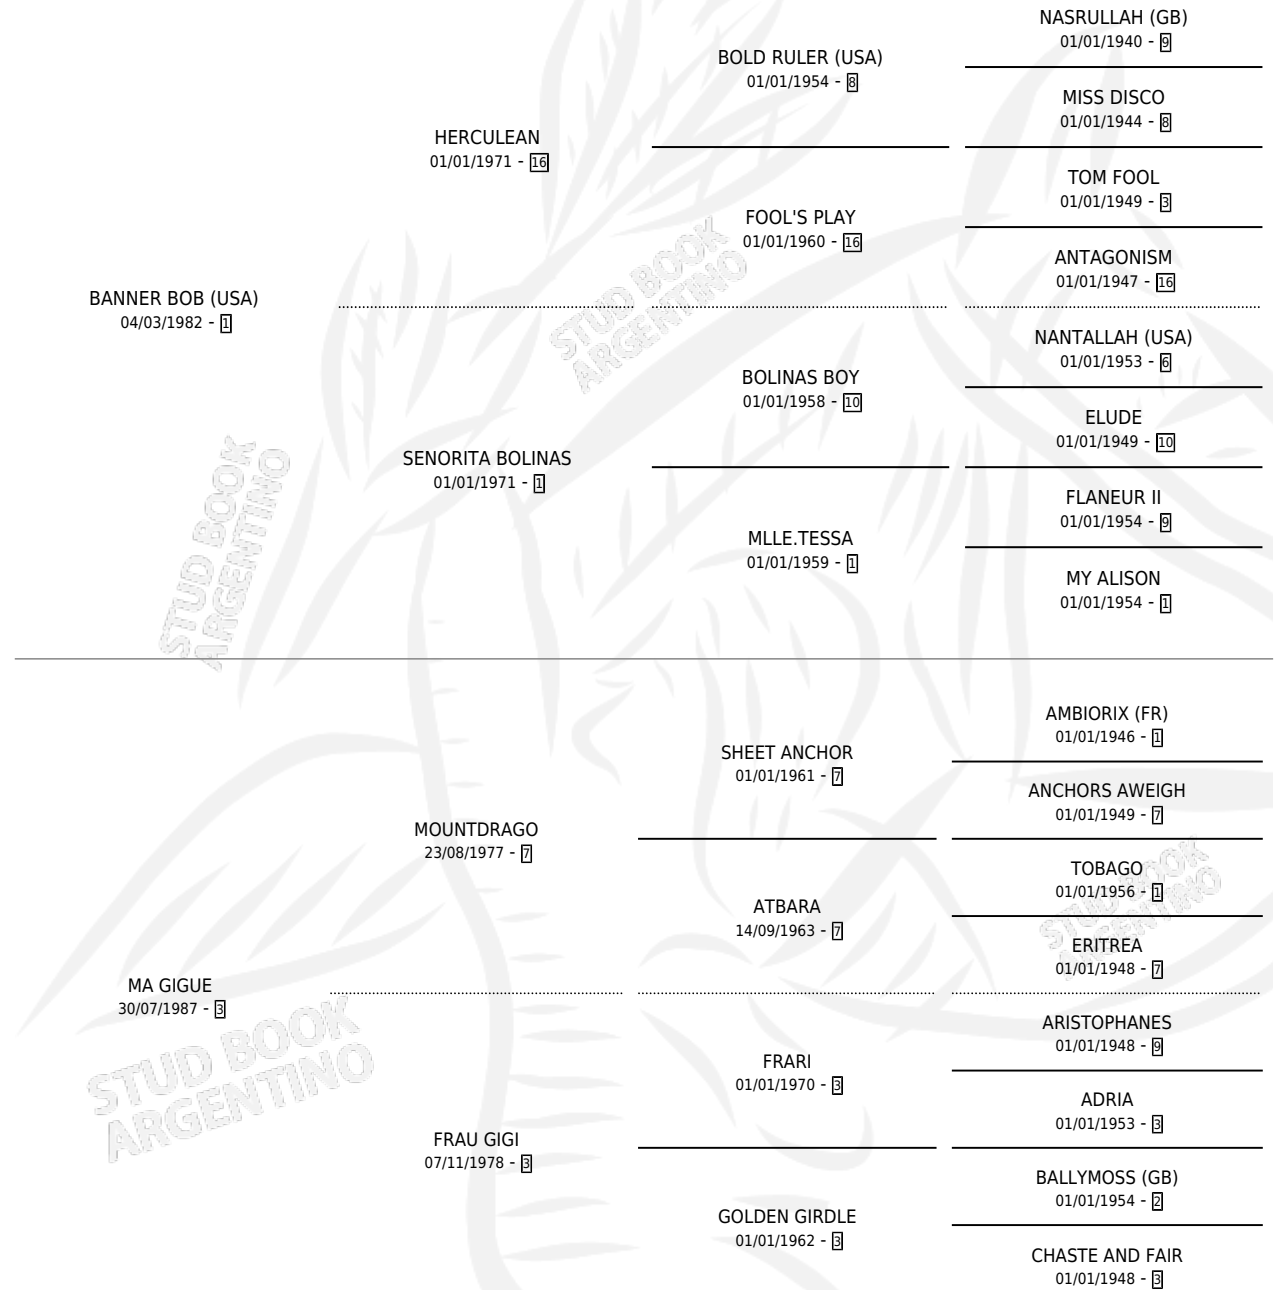 NASRULLAH (GB)
01/01/1940 - 9
BOLD RULER (USA)
01/01/1954 - 8
MISS DISCO
01/01/1944 - 8
HERCULEAN
01/01/1971 - 16
TOM FOOL
01/01/1949 - 3
FOOL'S PLAY
01/01/1960 - 16
ANTAGONISM
01/01/1947 - 16
BANNER BOB (USA)
04/03/1982 - 1
STUD BOOK
ARGENTINO
NANTALLAH (USA)
01/01/1953 - 6
BOLINAS BOY
01/01/1958 - 10
ELUDE
01/01/1949 - 10
SENORITA BOLINAS
01/01/1971 - 1
FLANEUR II
01/01/1954 - 9
MLLE.TESSA
01/01/1959 - 1
MY ALISON
01/01/1954 - 1
STUD BOOK
ARGENTINO
AMBIORIX (FR)
01/01/1946 - 1
SHEET ANCHOR
01/01/1961 - 7
ANCHORS AWEIGH
01/01/1949 - 7
MOUNTDRAGO
23/08/1977 - 7
TOBAGO
01/01/1956 - 1
ATBARA
14/09/1963 - 7
STUD BOOK
ARGENTINO
ERITREA
01/01/1948 - 7
MA GIGUE
30/07/1987 - 3
ARISTOPHANES
01/01/1948 - 9
FRARI
01/01/1970 - 3
ADRIA
01/01/1953 - 3
STUD BOOK
ARGENTINO
FRAU GIGI
07/11/1978 - 3
BALLYMOSS (GB)
01/01/1954 - 2
GOLDEN GIRDLE
01/01/1962 - 3
CHASTE AND FAIR
01/01/1948 - 3